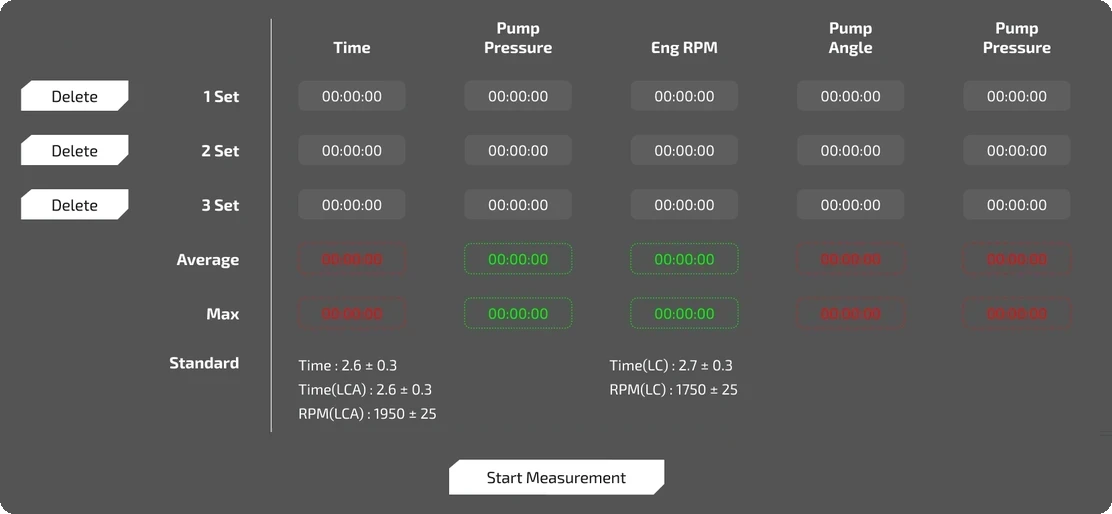 Time Pump Pressure Eng RPM Pump Angle Pump Pressure
Delete 1 Set 00:00:00 00:00:00 00:00:00 00:00:00 00:00:00
Delete 2 Set 00:00:00 00:00:00 00:00:00 00:00:00 00:00:00
Delete 3 Set 00:00:00 00:00:00 00:00:00 00:00:00 00:00:00
Average 00:00:00 00:00:00 00:00:00 00:00:00 00:00:00
Max 00:00:00 00:00:00 00:00:00 00:00:00 00:00:00
Standard Time : 2.6 ± 0.3 Time(LC) : 2.7 ± 0.3
Time(LCA) : 2.6 ± 0.3 RPM(LC) : 1750 ± 25
RPM(LCA) : 1950 ± 25
Start Measurement